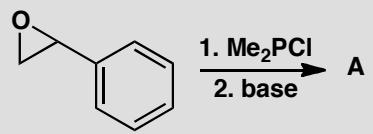 O
1. Me₂PCl
2. base
A